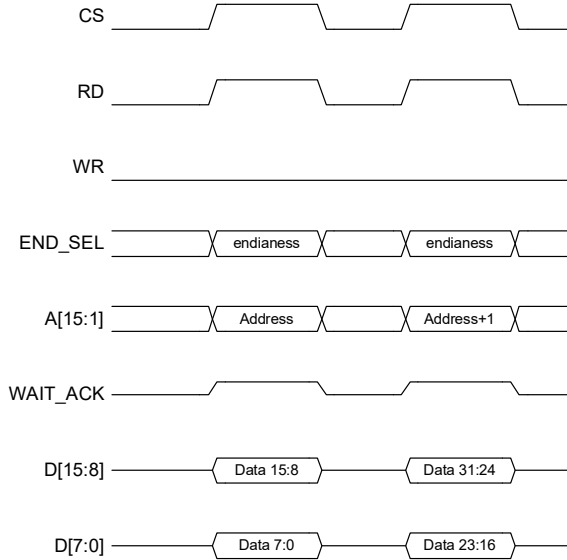 CS
RD
WR
END_SEL endianess endianess
A[15:1] Address Address+1
WAIT_ACK
D[15:8] Data 15:8 Data 31:24
D[7:0] Data 7:0 Data 23:16